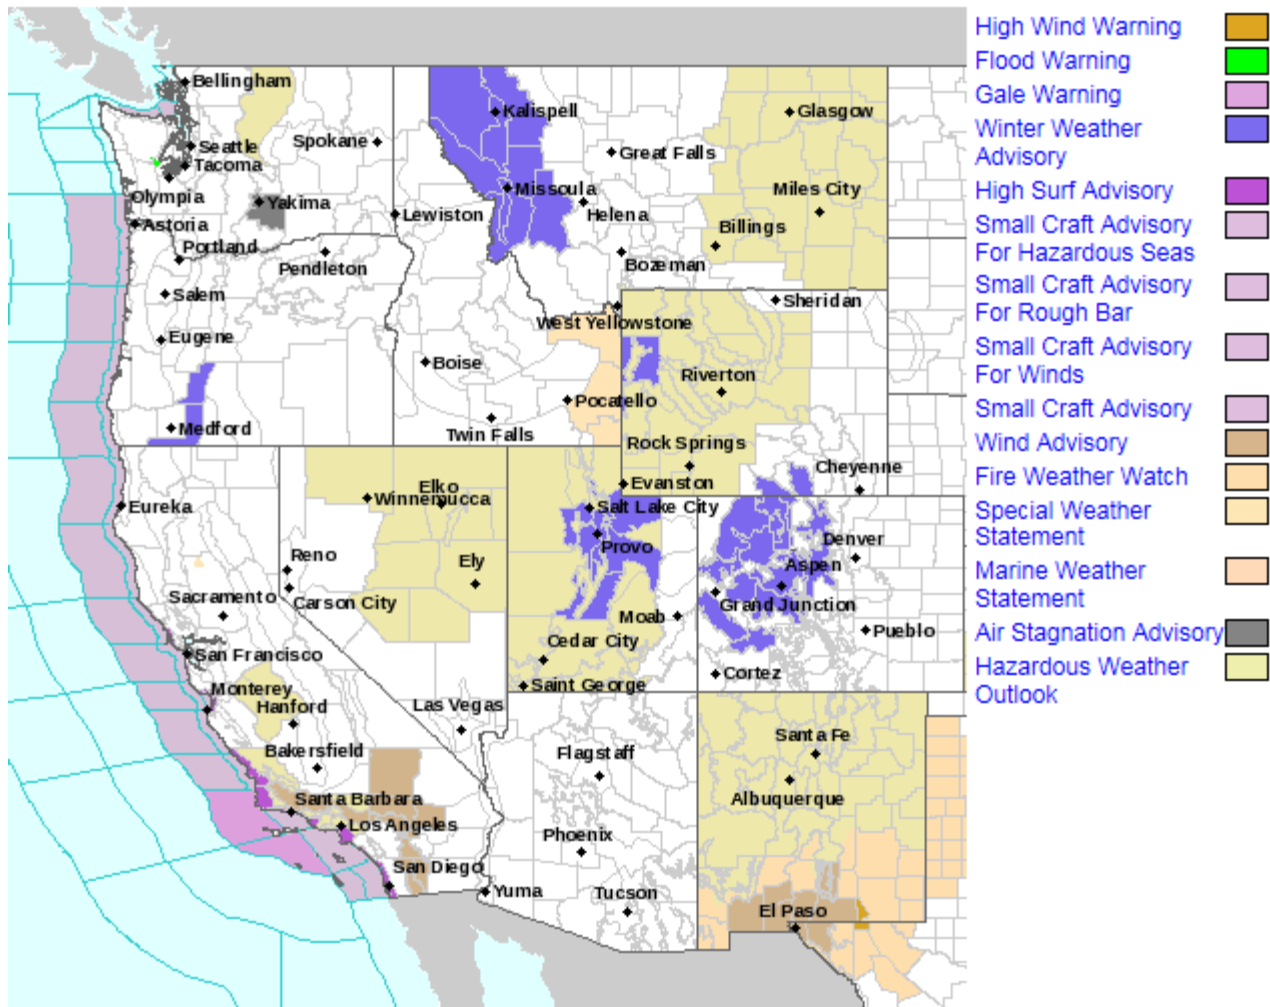 High Wind Warning
Flood Warning
Gale Warning
Winter Weather
Advisory
High Surf Advisory
Small Craft Advisory
For Hazardous Seas
Small Craft Advisory
For Rough Bar
Small Craft Advisory
For Winds
Small Craft Advisory
Wind Advisory
Fire Weather Watch
Special Weather
Statement
Marine Weather
Statement
Air Stagnation Advisory
Hazardous Weather
Outlook
Bellingham
Kalispell
Glasgow
Seattle
Spokane
Great Falls
Tacoma
Olympia
Yakima
Missoula
Miles City
Lewiston
Helena
Astoria
Billings
Portland
Pendleton
Bozeman
Salem
Sheridan
West Yellowstone
Eugene
Boise
Riverton
Pocatello
Medford
Twin Falls
Rock Springs
Cheyenne
Elko
Evanston
Winnemucca
Eureka
Salt Lake City
Denver
Provo
Reno
Ely
Aspen
Sacramento
Carson City
Grand Junction
Moab
Pueblo
Cedar City
San Francisco
Cortez
Saint George
Monterey
Hanford
Las Vegas
Santa Fe
Bakersfield
Flagstaff
Santa Barbara
Albuquerque
Los Angeles
Phoenix
San Diego
Yuma
Tucson
El Paso